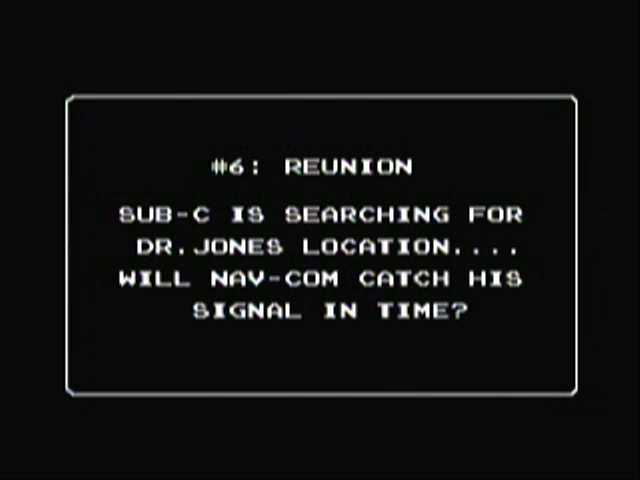 #6: REUNION
SUB-C IS SEARCHING FOR
DR.JONES LOCATION....
WILL NAV-COM CATCH HIS
SIGNAL IN TIME?